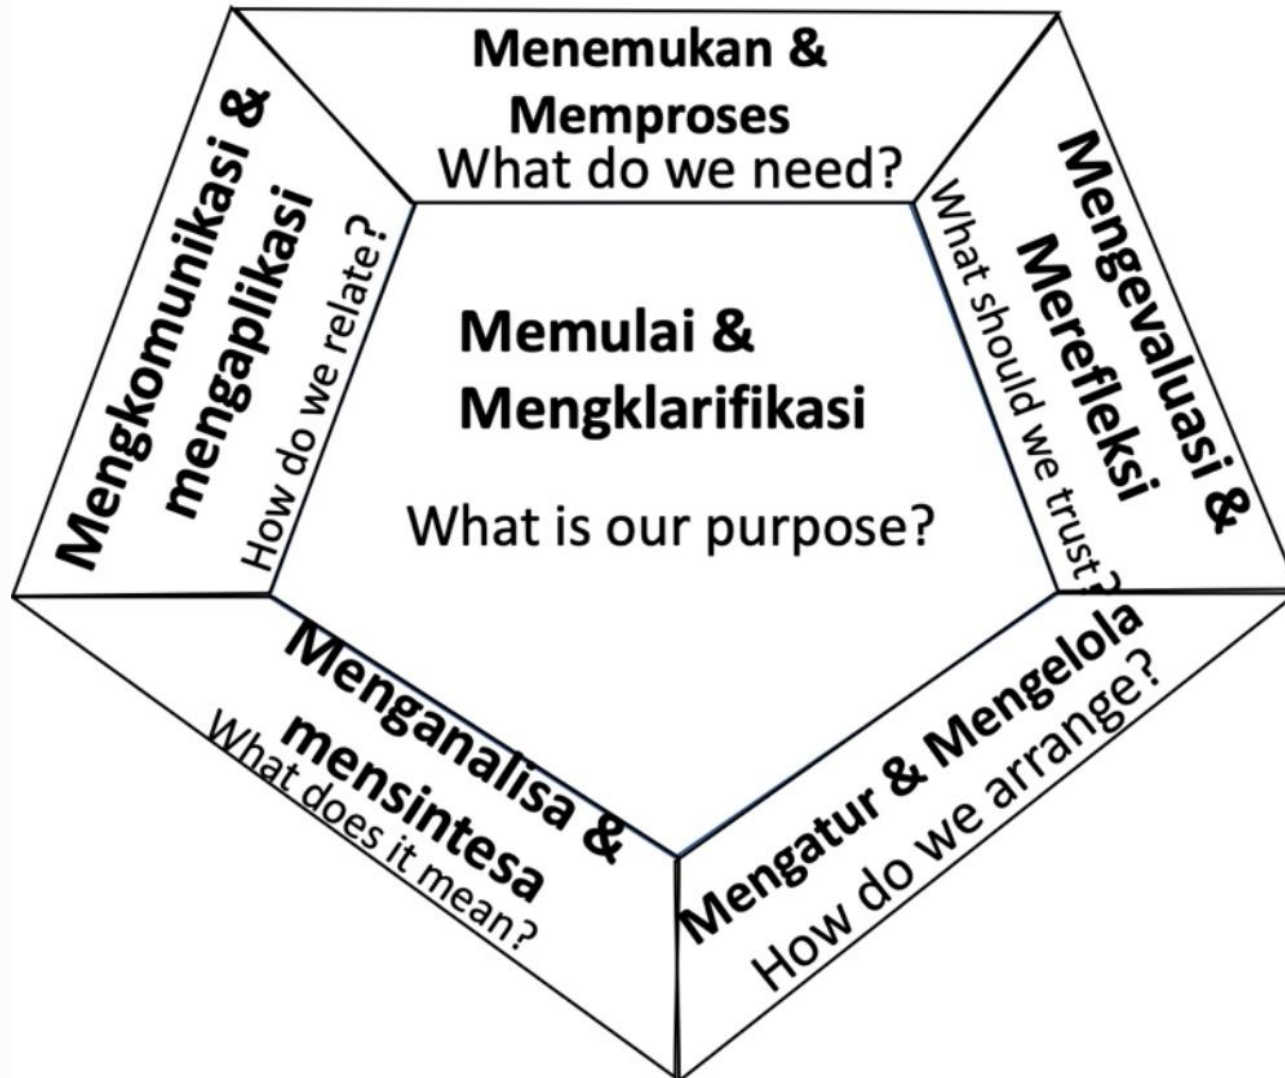 Menemukan &
Memproses
What do we need?
Mengevaluasi &
Merefleksi
What should we trust?
Mengatur & Mengelola
How do we arrange?
Menganalisa &
mensintesa
What does it mean?
Mengkomunikasi &
mengaplikasi
How do we relate?
Memulai &
Mengklarifikasi
What is our purpose?